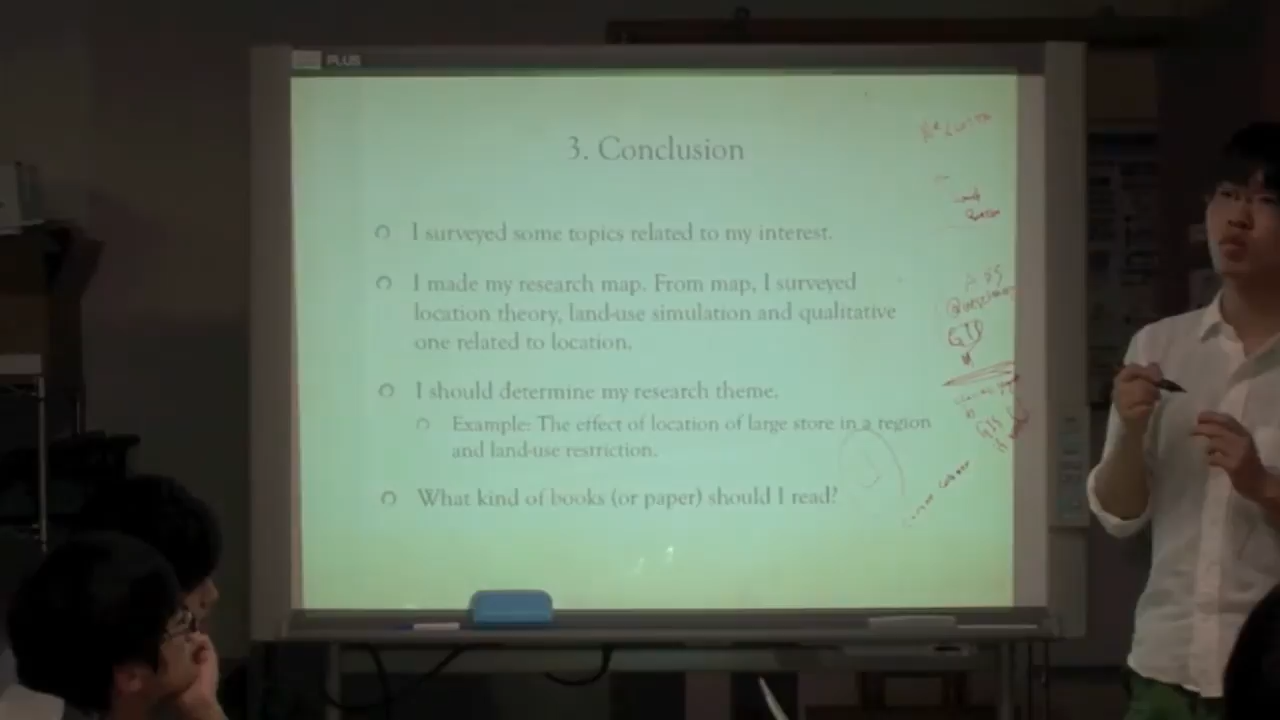 PLUS
3. Conclusion
I surveyed some topics related to my interest.
I made my research map. From map, I surveyed
location theory, land-use simulation and qualitative
one related to location.
I should determine my research theme.
Example: The effect of location of large store in a region
and land-use restriction.
What kind of books (or paper) should I read?
GIS